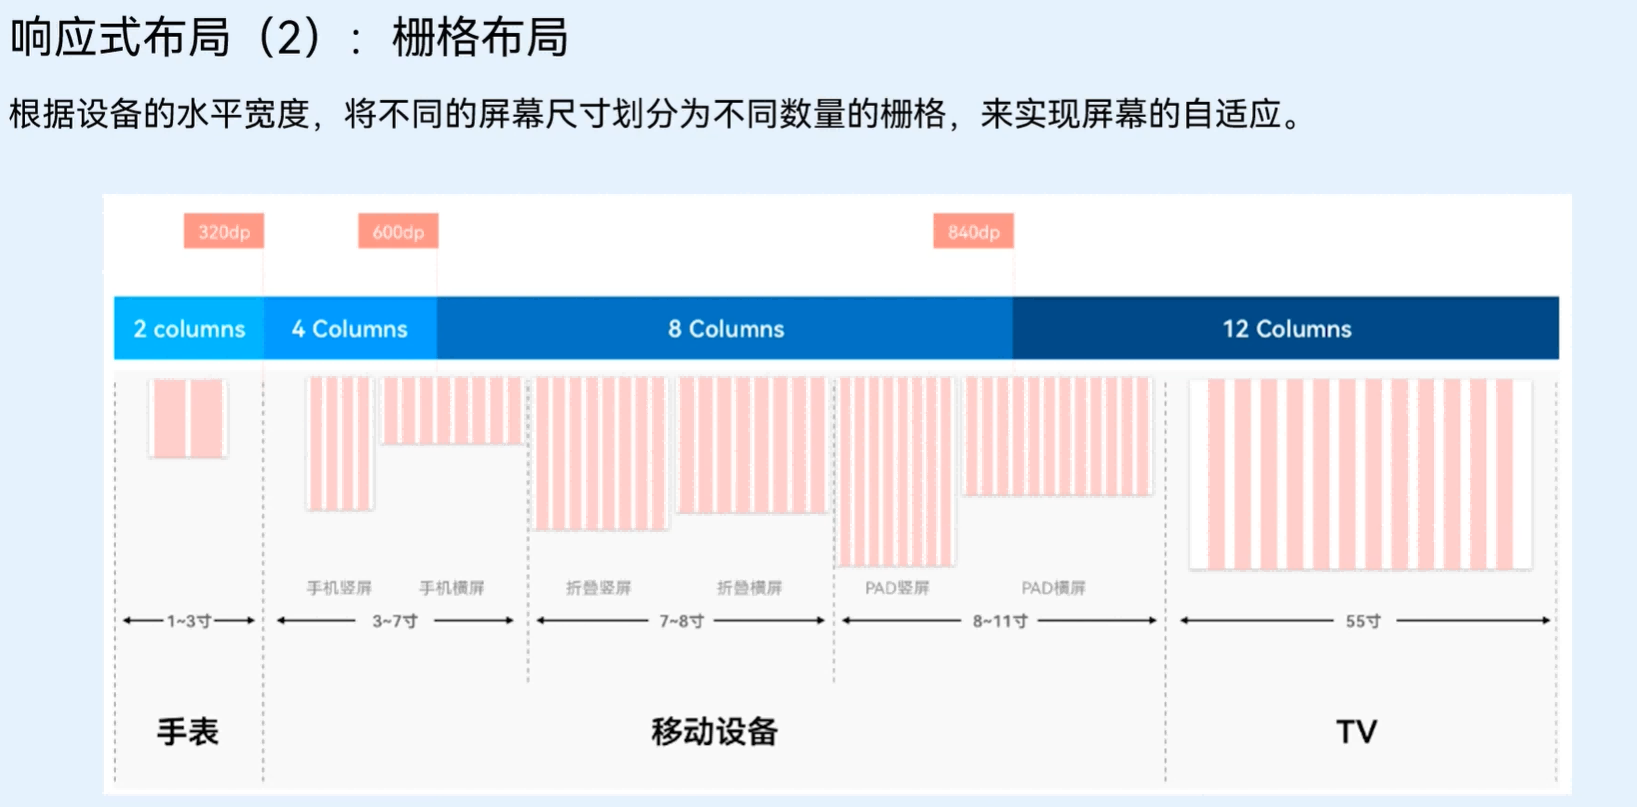 响应式布局（2）：栅格布局
根据设备的水平宽度，将不同的屏幕尺寸划分为不同数量的栅格，来实现屏幕的自适应。
320dp 600dp 840dp
2 columns 4 Columns 8 Columns 12 Columns
手机竖屏 手机横屏 折叠竖屏 折叠横屏 PAD竖屏 PAD横屏
1~3寸 3~7寸 7~8寸 8~11寸 55寸
手表 移动设备 TV